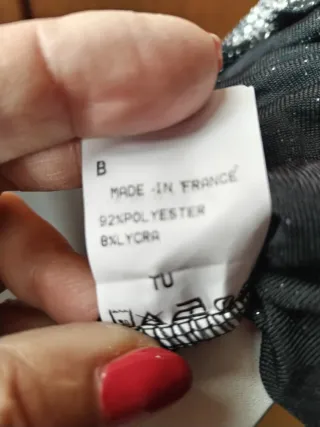 B
MADE IN FRANCE
92%POLYESTER
8%LYCRA
TU